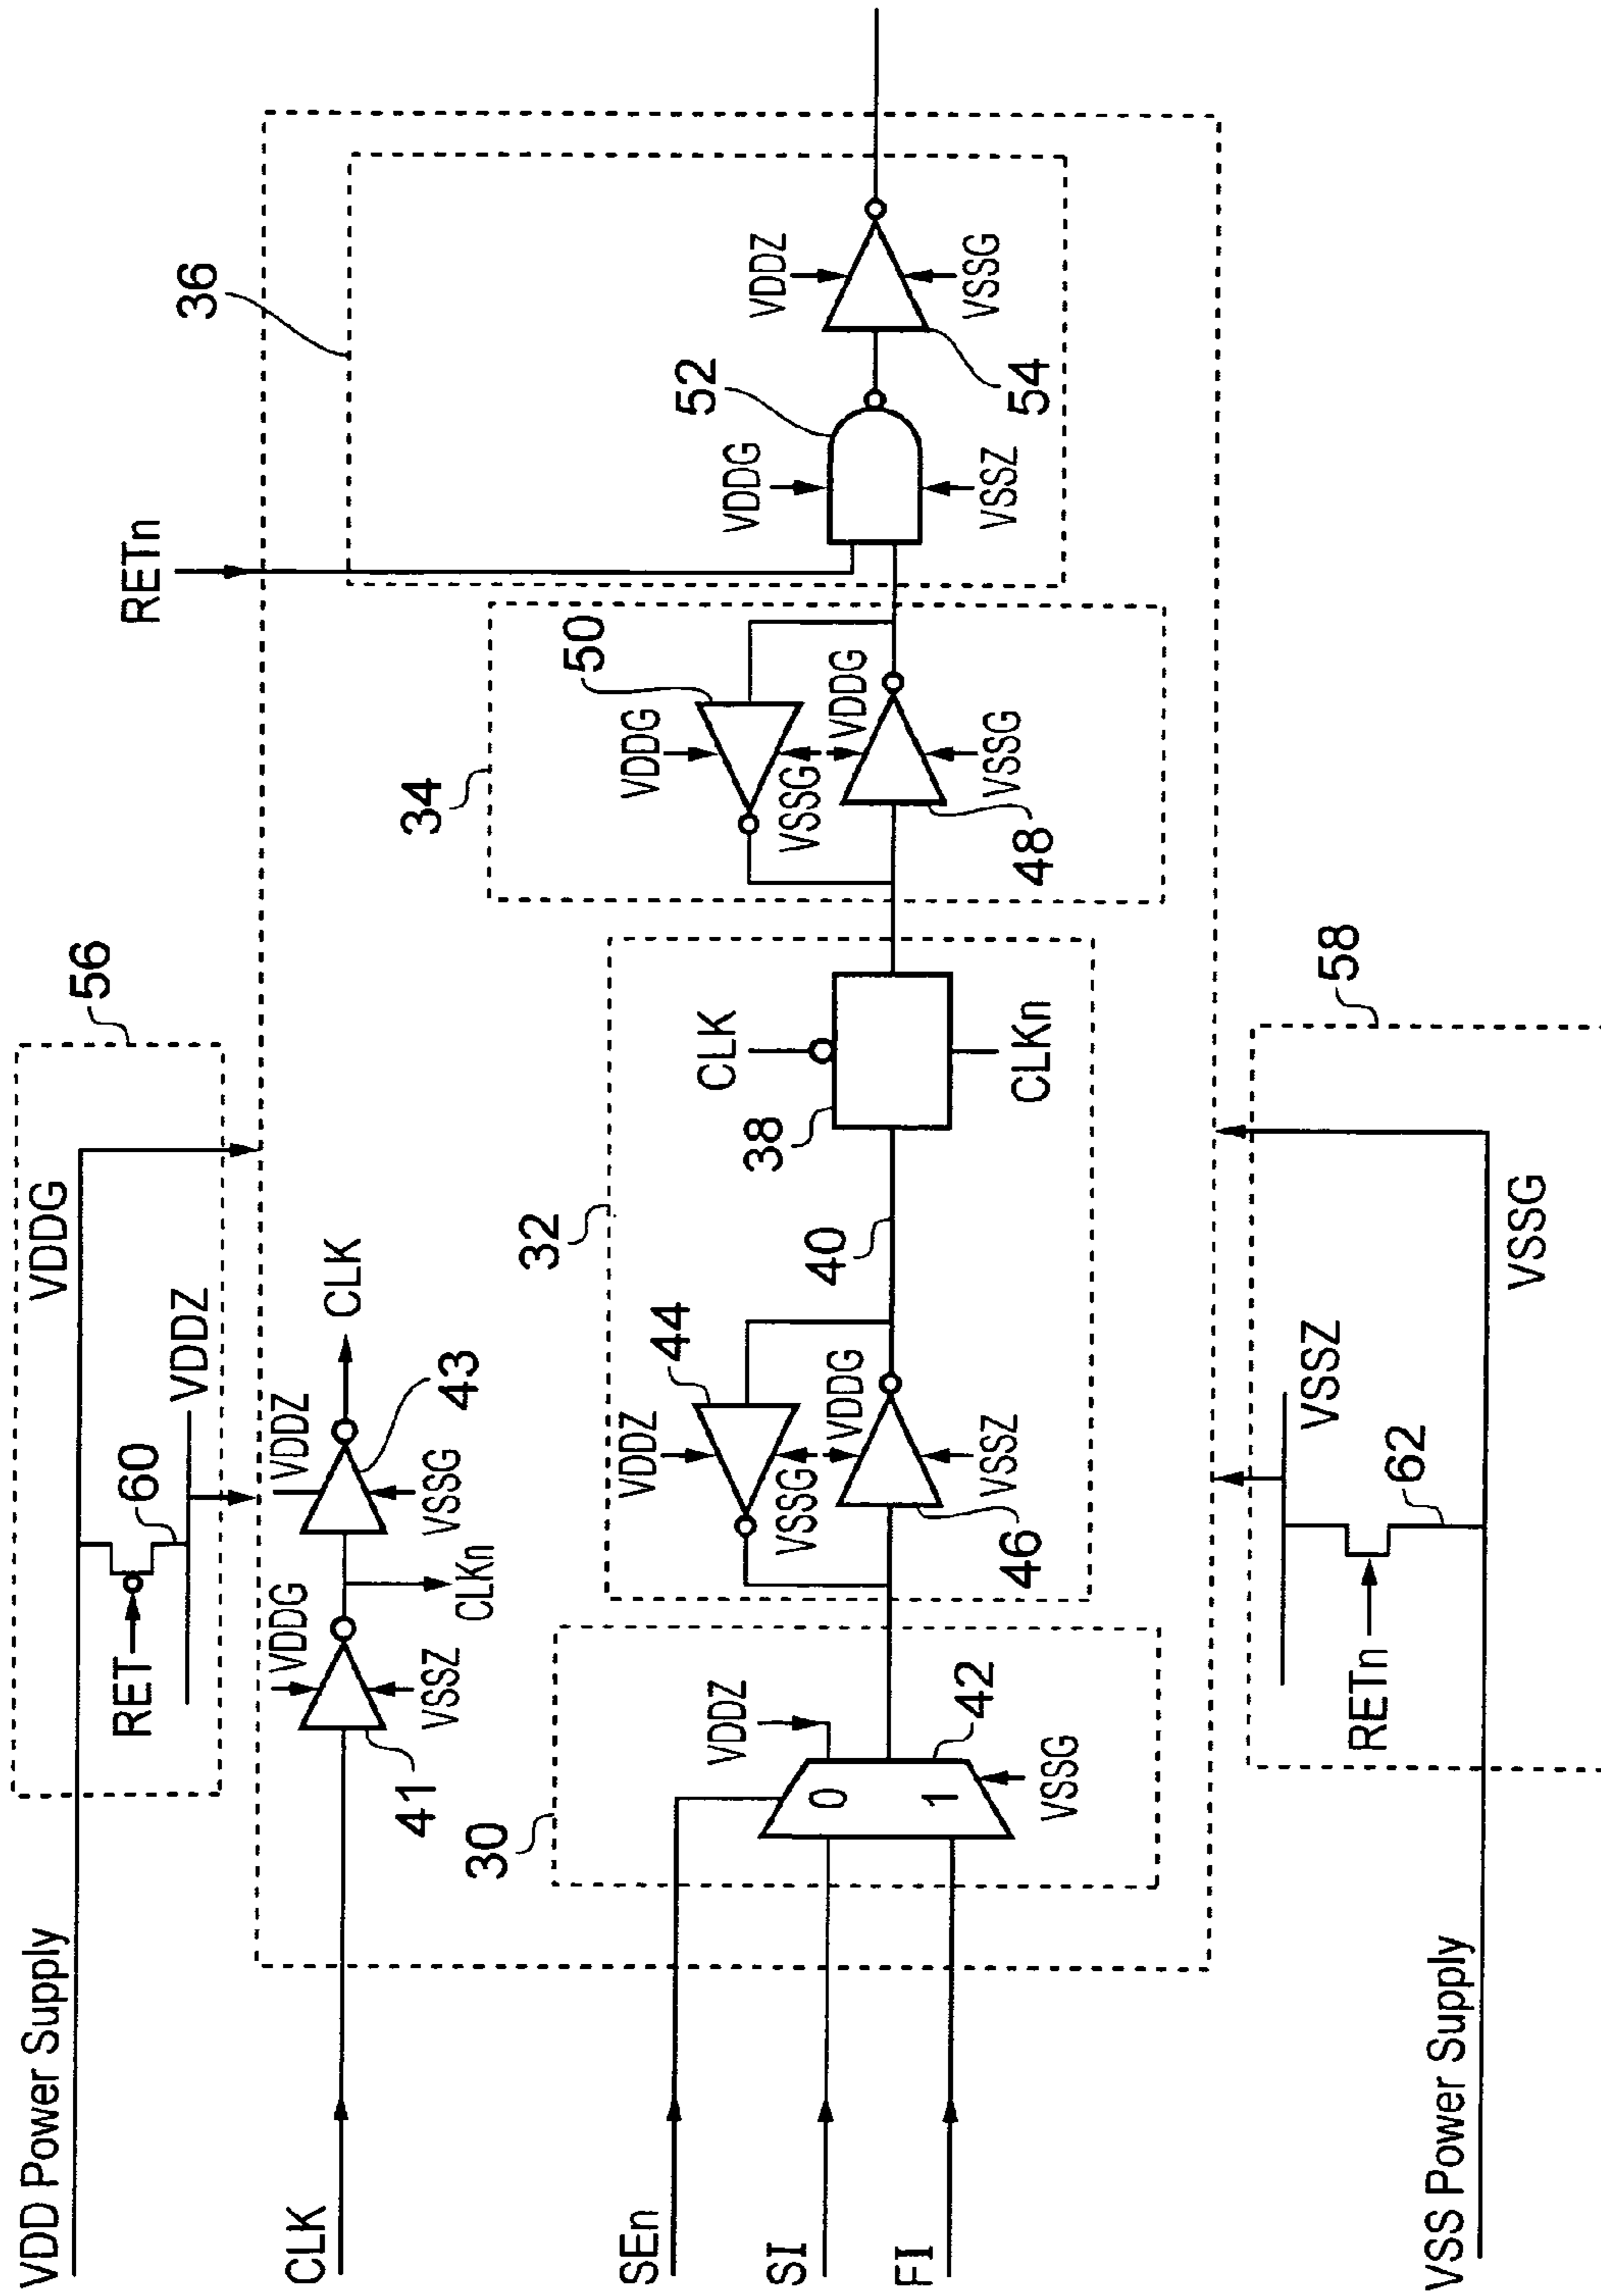 VDD Power Supply
VDDG
56
RET
60
VDDZ
CLK
41
VDDG
VSSZ
CLKn
43
VDDZ
VSSG
CLK
RETn
36
SEn
SI
FI
30
0
1
42
VDDZ
VSSG
32
44
VDDZ
VSSG
46
VDDG
VSSZ
40
38
CLK
CLKn
34
50
VDDG
VSSG
48
VDDG
VSSG
52
VDDG
VSSZ
54
VDDZ
VSSG
58
VSSZ
RETn
62
VSSG
VSS Power Supply